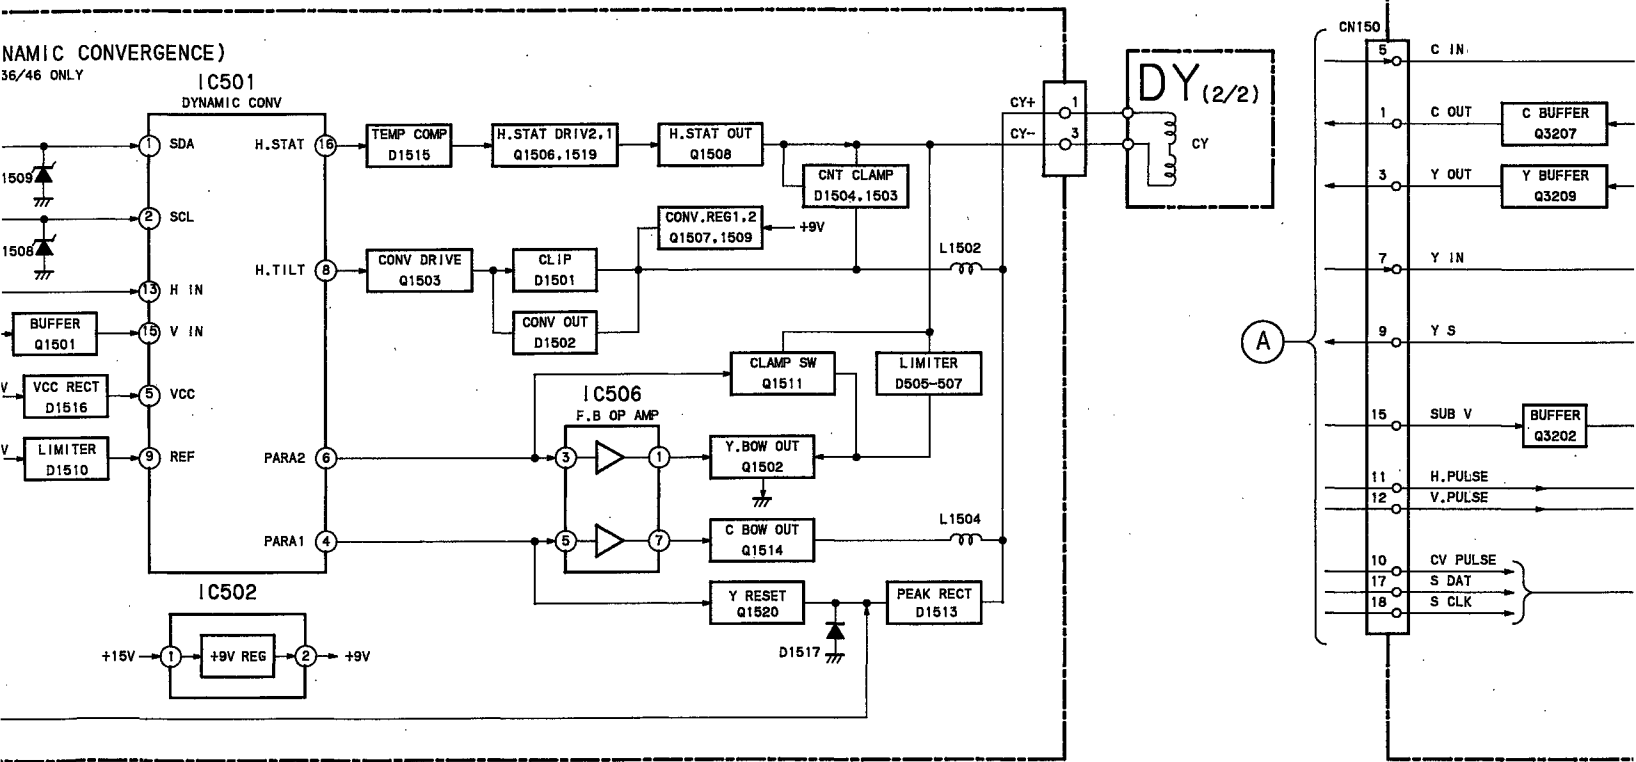 NAMIC CONVERGENCE)
36/46 ONLY
IC501
DYNAMIC CONV
1 SDA
2 SCL
13 H IN
15 V IN
5 VCC
9 REF
H.STAT 16
H.TILT 8
PARA2 6
PARA1 4
1509
1508
BUFFER
Q1501
V
VCC RECT
D1516
V
LIMITER
D1510
TEMP COMP
D1515
H.STAT DRIV2.1
Q1506.1519
H.STAT OUT
Q1508
CNT CLAMP
D1504.1503
CONV.REG1.2
Q1507.1509
+9V
CONV DRIVE
Q1503
CLIP
D1501
CONV OUT
D1502
L1502
CLAMP SW
Q1511
LIMITER
D505-507
IC506
F.B OP AMP
3
1
5
7
Y.BOW OUT
Q1502
C BOW OUT
Q1514
L1504
Y RESET
Q1520
PEAK RECT
D1513
D1517
IC502
+15V
1
+9V REG
2
+9V
CY+ 1
CY- 3
DY (2/2)
CY
A
CN150
5 C IN
1 C OUT
C BUFFER
Q3207
3 Y OUT
Y BUFFER
Q3209
7 Y IN
9 Y S
15 SUB V
BUFFER
Q3202
11 H.PULSE
12 V.PULSE
10 CV PULSE
17 S DAT
18 S CLK